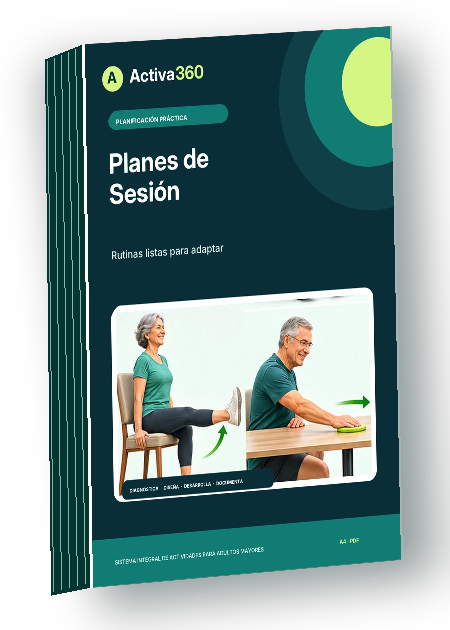 A Activa360
PLANIFICACIÓN PRÁCTICA
Planes de
Sesión
Rutinas listas para adaptar
DIAGNOSTICA · DISEÑA · DESARROLLA · DOCUMENTA
SISTEMA INTEGRAL DE ACTIVIDADES PARA ADULTOS MAYORES
A4 · PDF